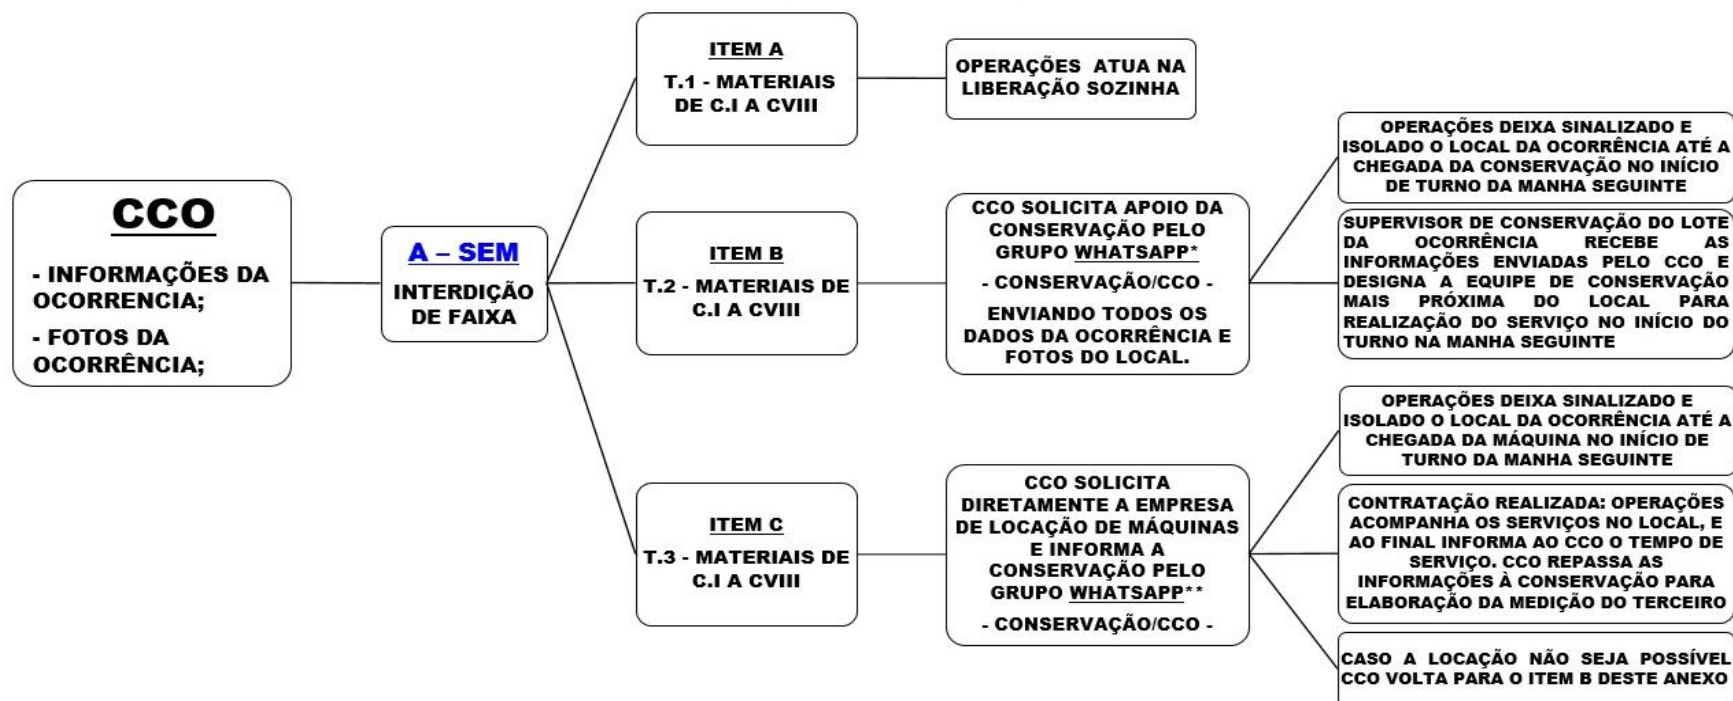 CCO
- INFORMAÇÕES DA
OCORRENCIA;
- FOTOS DA
OCORRÊNCIA;
A – SEM
INTERDIÇÃO
DE FAIXA
ITEM A
T.1 - MATERIAIS
DE C.I A CVIII
OPERAÇÕES ATUA NA
LIBERAÇÃO SOZINHA
ITEM B
T.2 - MATERIAIS DE
C.I A CVIII
CCO SOLICITA APOIO DA
CONSERVAÇÃO PELO
GRUPO WHATSAPP*
- CONSERVAÇÃO/CCO -
ENVIANDO TODOS OS
DADOS DA OCORRÊNCIA E
FOTOS DO LOCAL.
OPERAÇÕES DEIXA SINALIZADO E
ISOLADO O LOCAL DA OCORRÊNCIA ATÉ A
CHEGADA DA CONSERVAÇÃO NO INÍCIO
DE TURNO DA MANHA SEGUINTE
SUPERVISOR DE CONSERVAÇÃO DO LOTE
DA OCORRÊNCIA RECEBE AS
INFORMAÇÕES ENVIADAS PELO CCO E
DESIGNA A EQUIPE DE CONSERVAÇÃO
MAIS PRÓXIMA DO LOCAL PARA
REALIZAÇÃO DO SERVIÇO NO INÍCIO DO
TURNO NA MANHA SEGUINTE
ITEM C
T.3 - MATERIAIS DE
C.I A CVIII
CCO SOLICITA
DIRETAMENTE A EMPRESA
DE LOCAÇÃO DE MÁQUINAS
E INFORMA A
CONSERVAÇÃO PELO
GRUPO WHATSAPP**
- CONSERVAÇÃO/CCO -
OPERAÇÕES DEIXA SINALIZADO E
ISOLADO O LOCAL DA OCORRÊNCIA ATÉ A
CHEGADA DA MÁQUINA NO INÍCIO DE
TURNO DA MANHA SEGUINTE
CONTRATAÇÃO REALIZADA: OPERAÇÕES
ACOMPANHA OS SERVIÇOS NO LOCAL, E
AO FINAL INFORMA AO CCO O TEMPO DE
SERVIÇO. CCO REPASSA AS
INFORMAÇÕES À CONSERVAÇÃO PARA
ELABORAÇÃO DA MEDIÇÃO DO TERCEIRO
CASO A LOCAÇÃO NÃO SEJA POSSÍVEL
CCO VOLTA PARA O ITEM B DESTE ANEXO